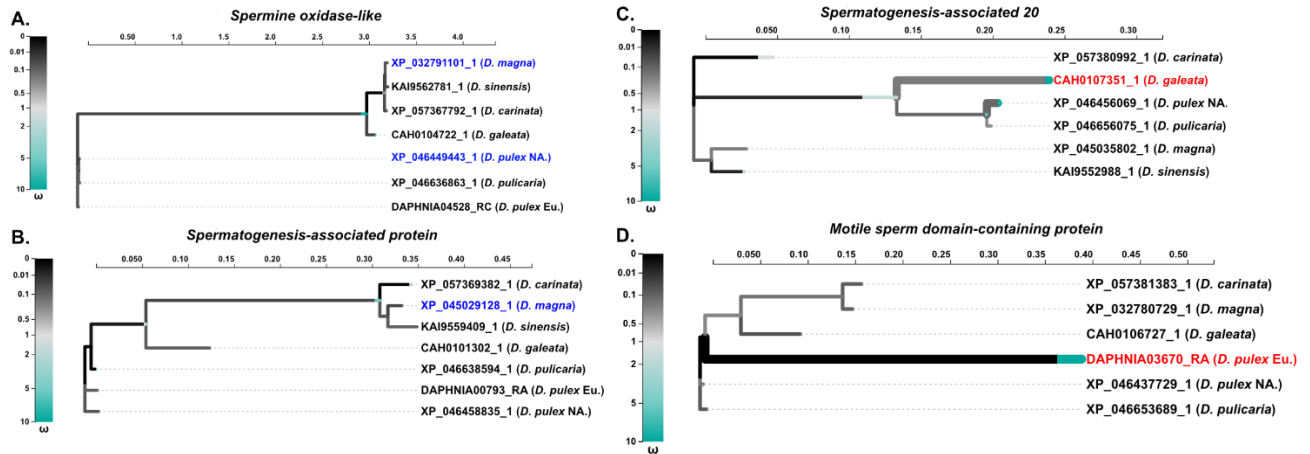 A.
Spermine oxidase-like
0.50 1.0 1.5 2.0 2.5 3.0 3.5 4.0
0
0.01
0.1
0.5
1
2
5
10
ω
XP_032791101_1 (D. magna)
KAI9562781_1 (D. sinensis)
XP_057367792_1 (D. carinata)
CAH0104722_1 (D. galeata)
XP_046449443_1 (D. pulex NA.)
XP_046636863_1 (D. pulicaria)
DAPHNIA04528_RC (D. pulex Eu.)
B.
Spermatogenesis-associated protein
0.050 0.10 0.15 0.20 0.25 0.30 0.35 0.40 0.45
0
0.01
0.1
0.5
1
2
5
10
ω
XP_057369382_1 (D. carinata)
XP_045029128_1 (D. magna)
KAI9559409_1 (D. sinensis)
CAH0101302_1 (D. galeata)
XP_046638594_1 (D. pulicaria)
DAPHNIA00793_RA (D. pulex Eu.)
XP_046458835_1 (D. pulex NA.)
C.
Spermatogenesis-associated 20
0.050 0.10 0.15 0.20 0.25 0.30
0
0.01
0.1
0.5
1
2
5
10
ω
XP_057380992_1 (D. carinata)
CAH0107351_1 (D. galeata)
XP_046456069_1 (D. pulex NA.
XP_046656075_1 (D. pulicaria)
XP_045035802_1 (D. magna)
KAI9552988_1 (D. sinensis)
D.
Motile sperm domain-containing protein
0.050 0.10 0.15 0.20 0.25 0.30 0.35 0.40 0.45 0.50
0
0.01
0.1
0.5
1
2
5
10
ω
XP_057381383_1 (D. carinata)
XP_032780729_1 (D. magna)
CAH0106727_1 (D. galeata)
DAPHNIA03670_RA (D. pulex Eu.)
XP_046437729_1 (D. pulex NA.)
XP_046653689_1 (D. pulicaria)